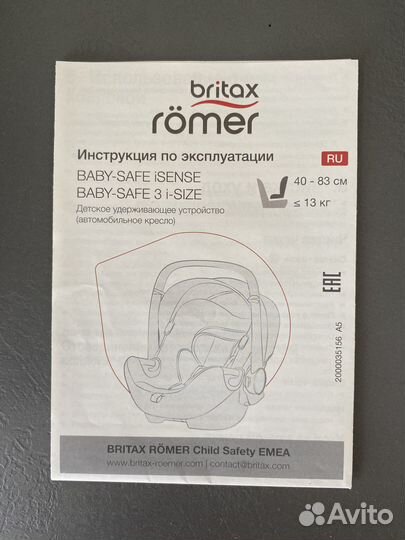 britax
römer
Инструкция по эксплуатации
RU
BABY-SAFE iSENSE
BABY-SAFE 3 i-SIZE
40 - 83 см
≤ 13 кг
Детское удерживающее устройство
(автомобильное кресло)
EAC
2000035156 A5
BRITAX RÖMER Child Safety EMEA
www.britax-roemer.com | contact@britax.com
Avito